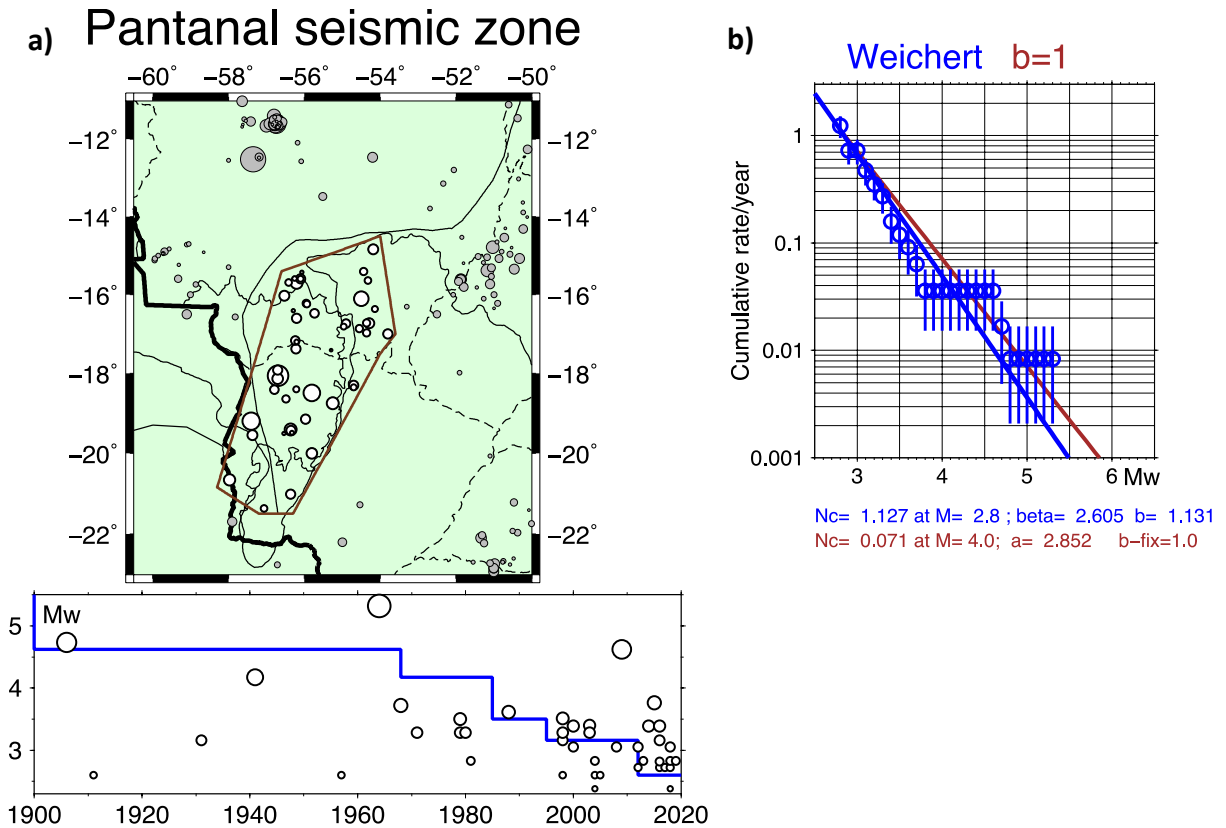 a) Pantanal seismic zone
−60° −58° −56° −54° −52° −50°
−12° −12°
−14° −14°
−16° −16°
−18° −18°
−20° −20°
−22° −22°
Mw
5
4
3
1900 1920 1940 1960 1980 2000 2020
b)
Weichert b=1
Cumulative rate/year
1
0.1
0.01
0.001
3 4 5 6 Mw
Nc= 1.127 at M= 2.8 ; beta= 2.605 b= 1.131
Nc= 0.071 at M= 4.0; a= 2.852 b−fix=1.0